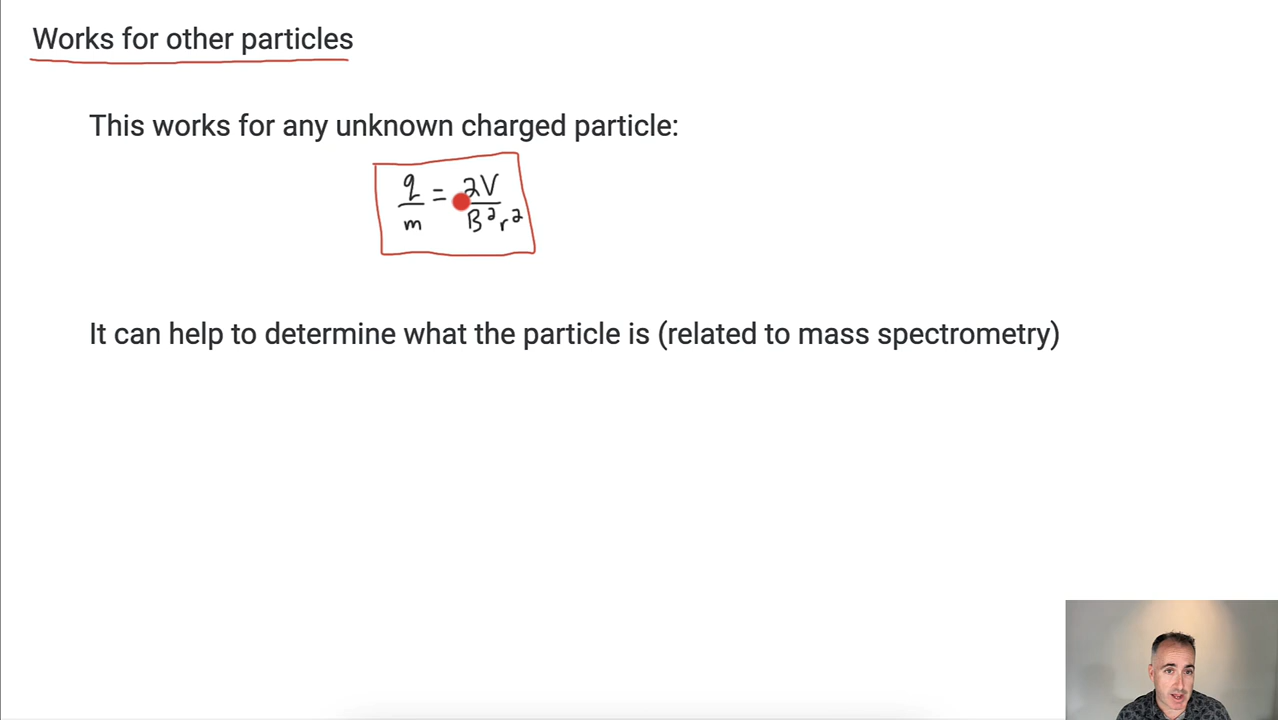 Works for other particles
This works for any unknown charged particle:
q/m = 2V/B²r²
It can help to determine what the particle is (related to mass spectrometry)